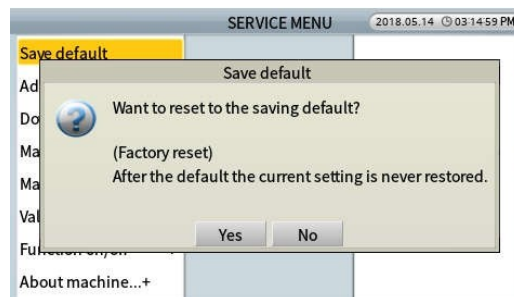 SERVICE MENU
2018.05.14 03:14:59 PM
Save default
Save default
Want to reset to the saving default?
(Factory reset)
After the default the current setting is never restored.
Yes No
About machine...+